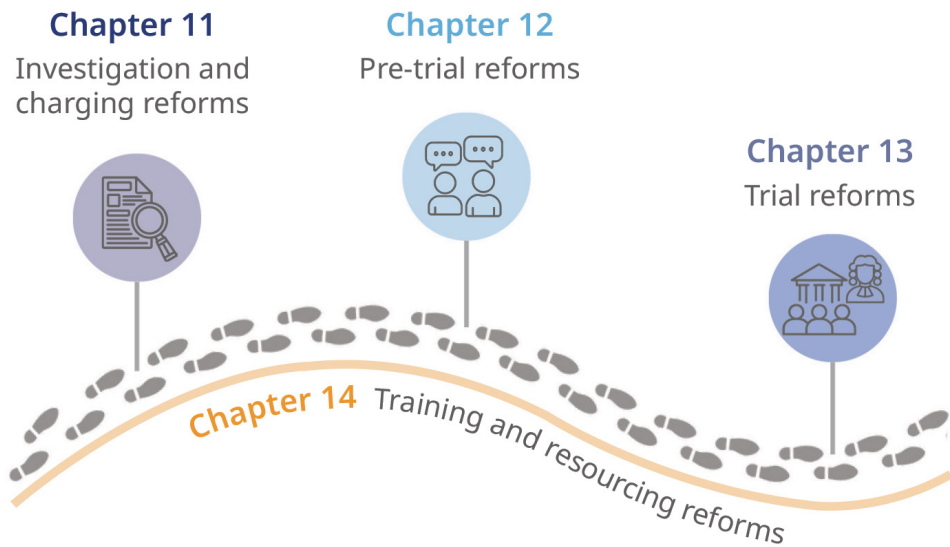 Chapter 11
Investigation and
charging reforms
Chapter 12
Pre-trial reforms
Chapter 13
Trial reforms
Chapter 14 Training and resourcing reforms